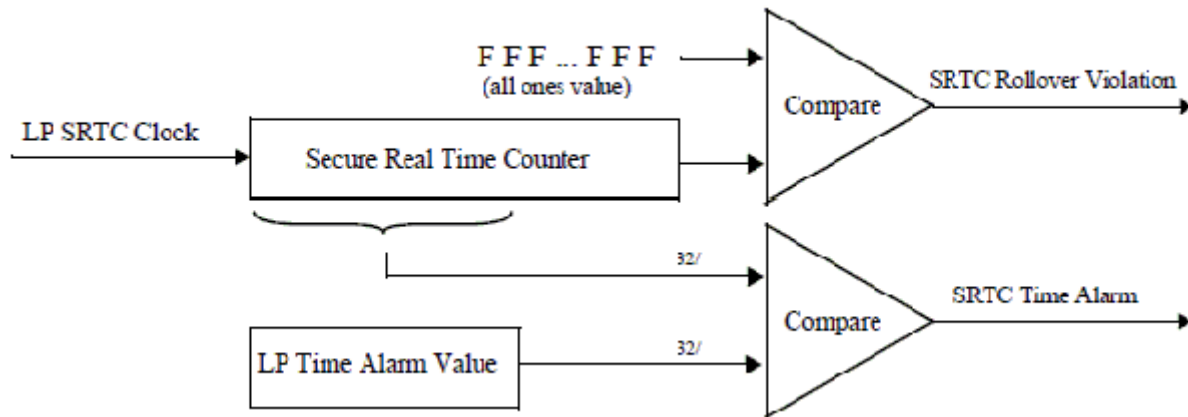 F F F ... F F F
(all ones value)
SRTC Rollover Violation
Compare
LP SRTC Clock
Secure Real Time Counter
32/
SRTC Time Alarm
Compare
32/
LP Time Alarm Value